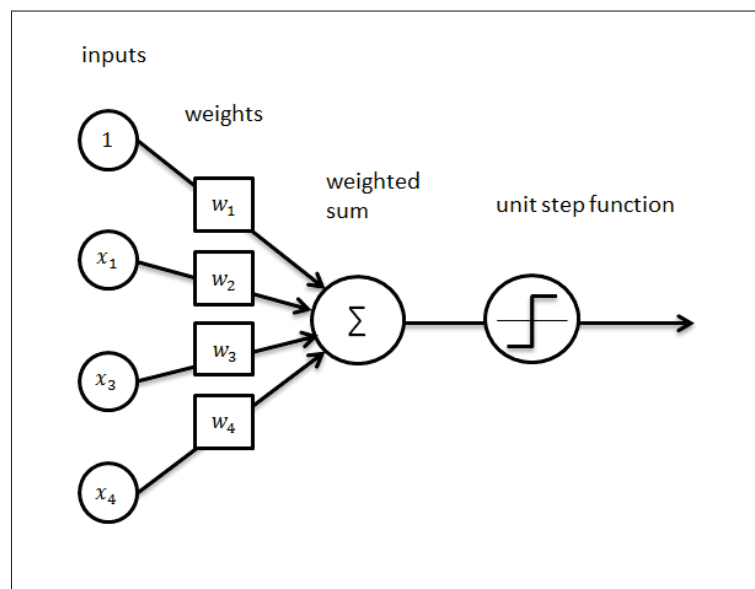 inputs
weights
1
w₁
weighted
sum
unit step function
x₁
w₂
∑
x₃
w₃
w₄
x₄